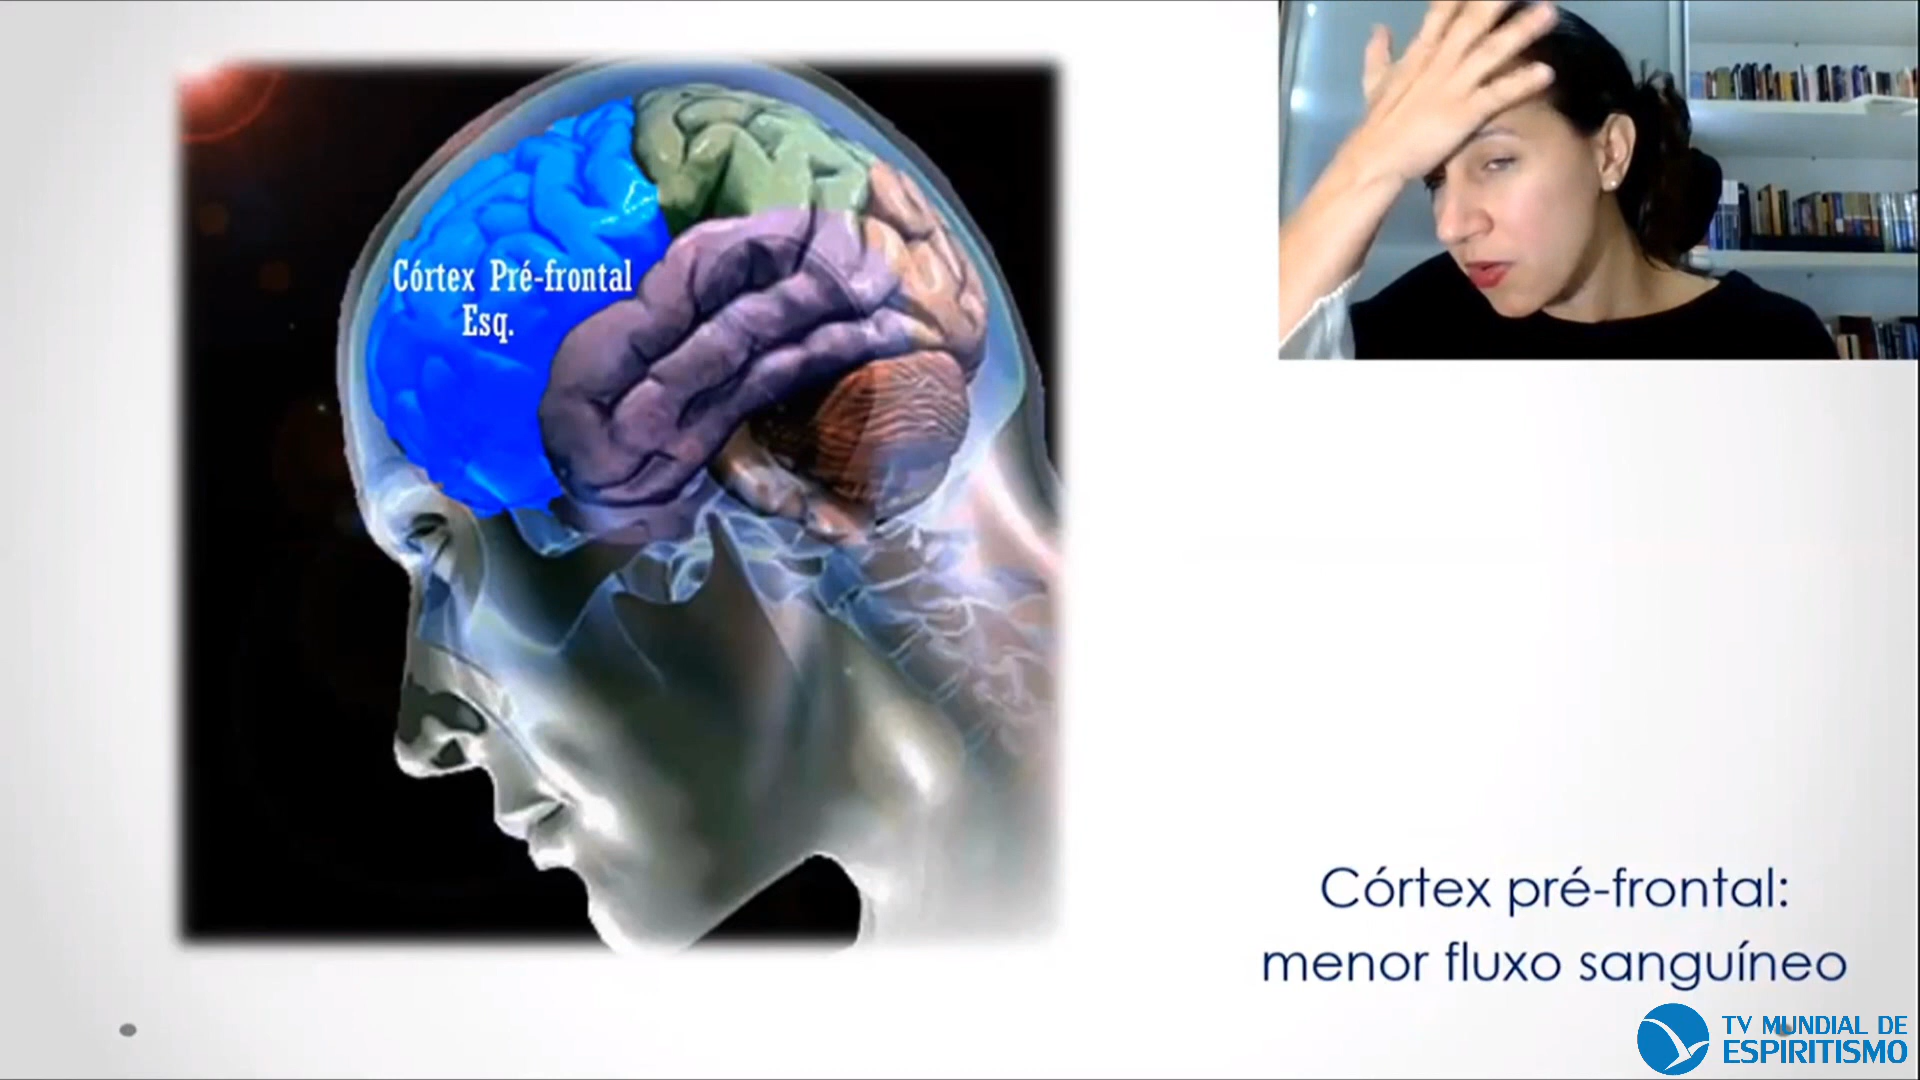 Córtex Pré-frontal
Esq.
Córtex pré-frontal:
menor fluxo sanguíneo
TV MUNDIAL DE
ESPIRITISMO